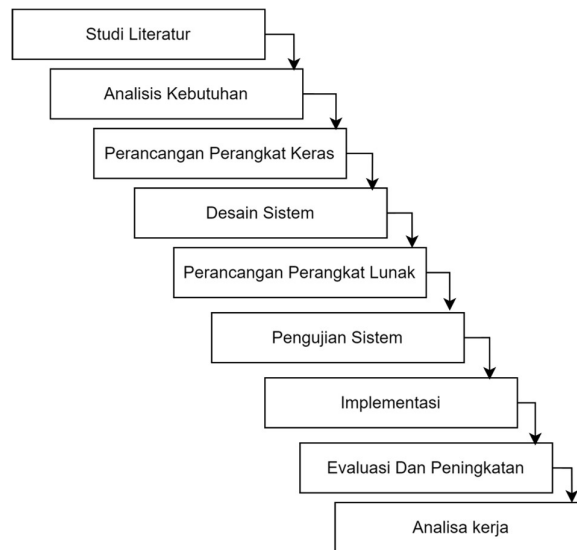 Studi Literatur
Analisis Kebutuhan
Perancangan Perangkat Keras
Desain Sistem
Perancangan Perangkat Lunak
Pengujian Sistem
Implementasi
Evaluasi Dan Peningkatan
Analisa kerja